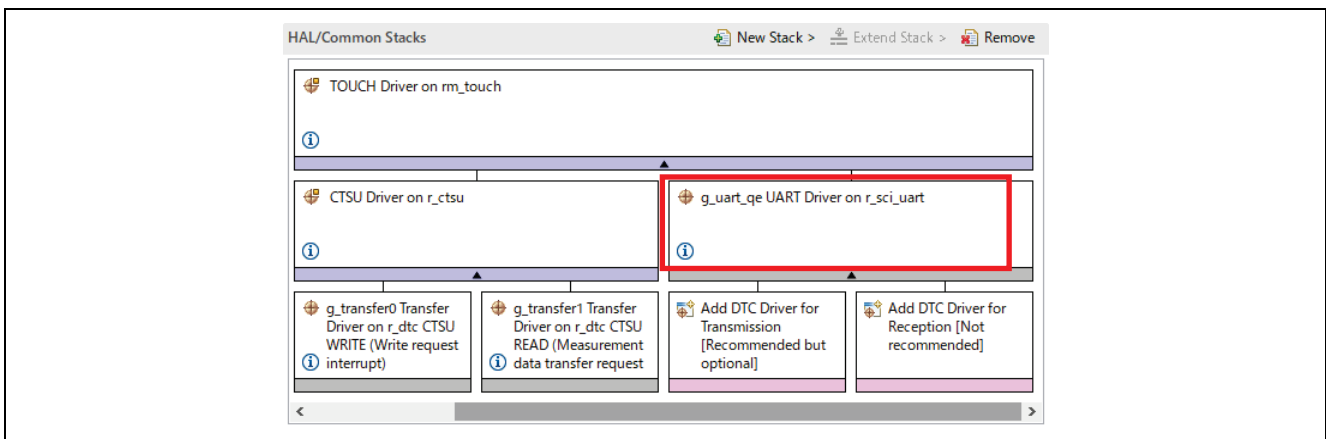 HAL/Common Stacks
New Stack >
Extend Stack >
Remove
TOUCH Driver on rm_touch
CTSU Driver on r_ctsu
g_uart_qe UART Driver on r_sci_uart
g_transfer0 Transfer
Driver on r_dtc CTSU
WRITE (Write request
interrupt)
g_transfer1 Transfer
Driver on r_dtc CTSU
READ (Measurement
data transfer request
Add DTC Driver for
Transmission
[Recommended but
optional]
Add DTC Driver for
Reception [Not
recommended]